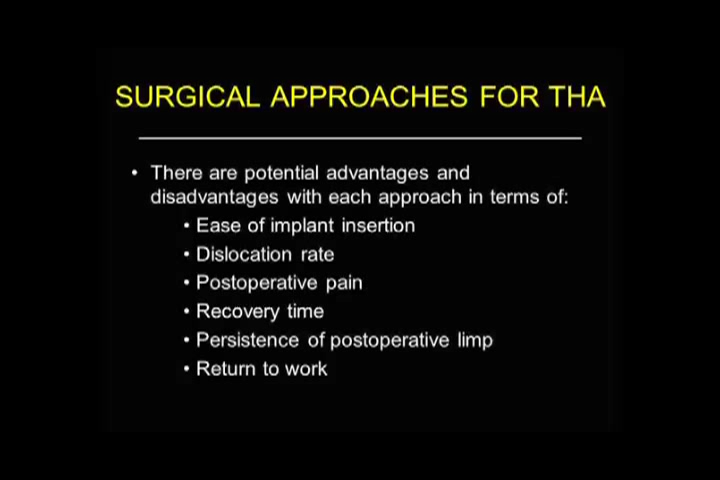 SURGICAL APPROACHES FOR THA
• There are potential advantages and
disadvantages with each approach in terms of:
• Ease of implant insertion
• Dislocation rate
• Postoperative pain
• Recovery time
• Persistence of postoperative limp
• Return to work